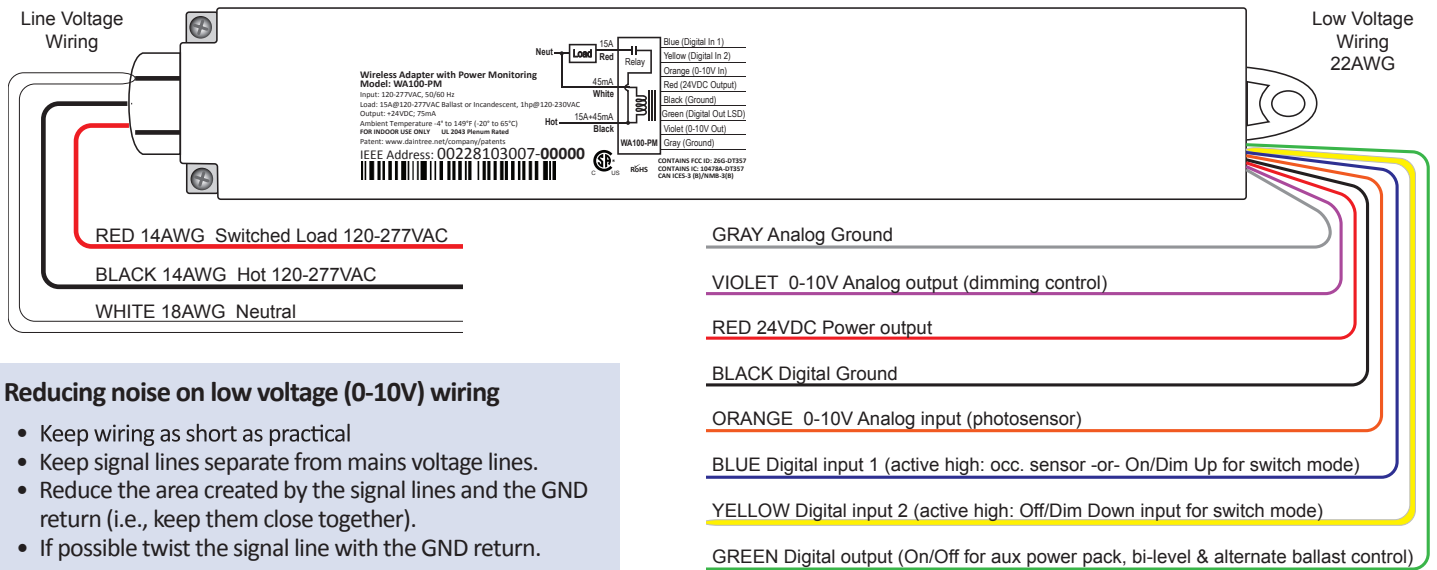 Line Voltage
Wiring
Low Voltage
Wiring
22AWG
Wireless Adapter with Power Monitoring
Model: WA100-PM
Input: 120-277VAC, 50/60 Hz
Load: 15A@120-277VAC Ballast or Incandescent, 1hp@120-230VAC
Output: +24VDC; 75mA
Ambient Temperature -4° to 149°F (-20° to 65°C)
FOR INDOOR USE ONLY UL 2043 Plenum Rated
Patent: www.daintree.net/company/patents
IEEE Address: 00228103007-00000
Neut
Load
15A
Red
Relay
45mA
White
Hot
15A+45mA
Black
WA100-PM
Blue (Digital In 1)
Yellow (Digital In 2)
Orange (0-10V In)
Red (24VDC Output)
Black (Ground)
Green (Digital Out LSD)
Violet (0-10V Out)
Gray (Ground)
C US
RoHS
CONTAINS FCC ID: Z6G-DT357
CONTAINS IC: 10478A-DT357
CAN ICES-3 (B)/NMB-3(B)
RED 14AWG Switched Load 120-277VAC
BLACK 14AWG Hot 120-277VAC
WHITE 18AWG Neutral
GRAY Analog Ground
VIOLET 0-10V Analog output (dimming control)
RED 24VDC Power output
BLACK Digital Ground
ORANGE 0-10V Analog input (photosensor)
BLUE Digital input 1 (active high: occ. sensor -or- On/Dim Up for switch mode)
YELLOW Digital input 2 (active high: Off/Dim Down input for switch mode)
GREEN Digital output (On/Off for aux power pack, bi-level & alternate ballast control)
Reducing noise on low voltage (0-10V) wiring
• Keep wiring as short as practical
• Keep signal lines separate from mains voltage lines.
• Reduce the area created by the signal lines and the GND
return (i.e., keep them close together).
• If possible twist the signal line with the GND return.